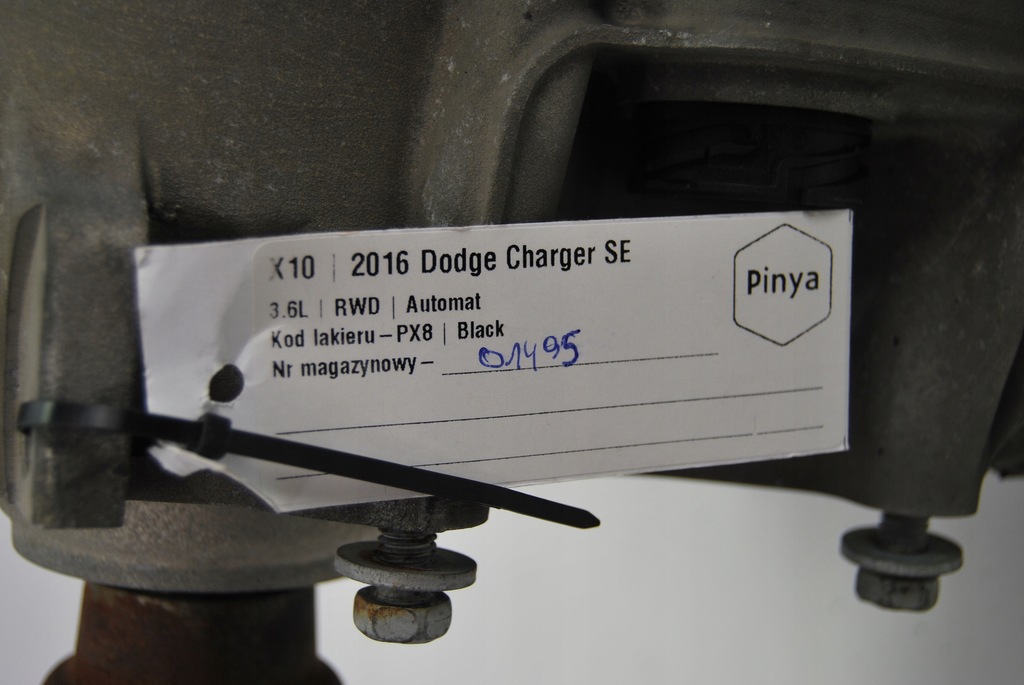 X10 | 2016 Dodge Charger SE
3.6L | RWD | Automat
Kod lakieru – PX8 | Black
Nr magazynowy – 01495
Pinya